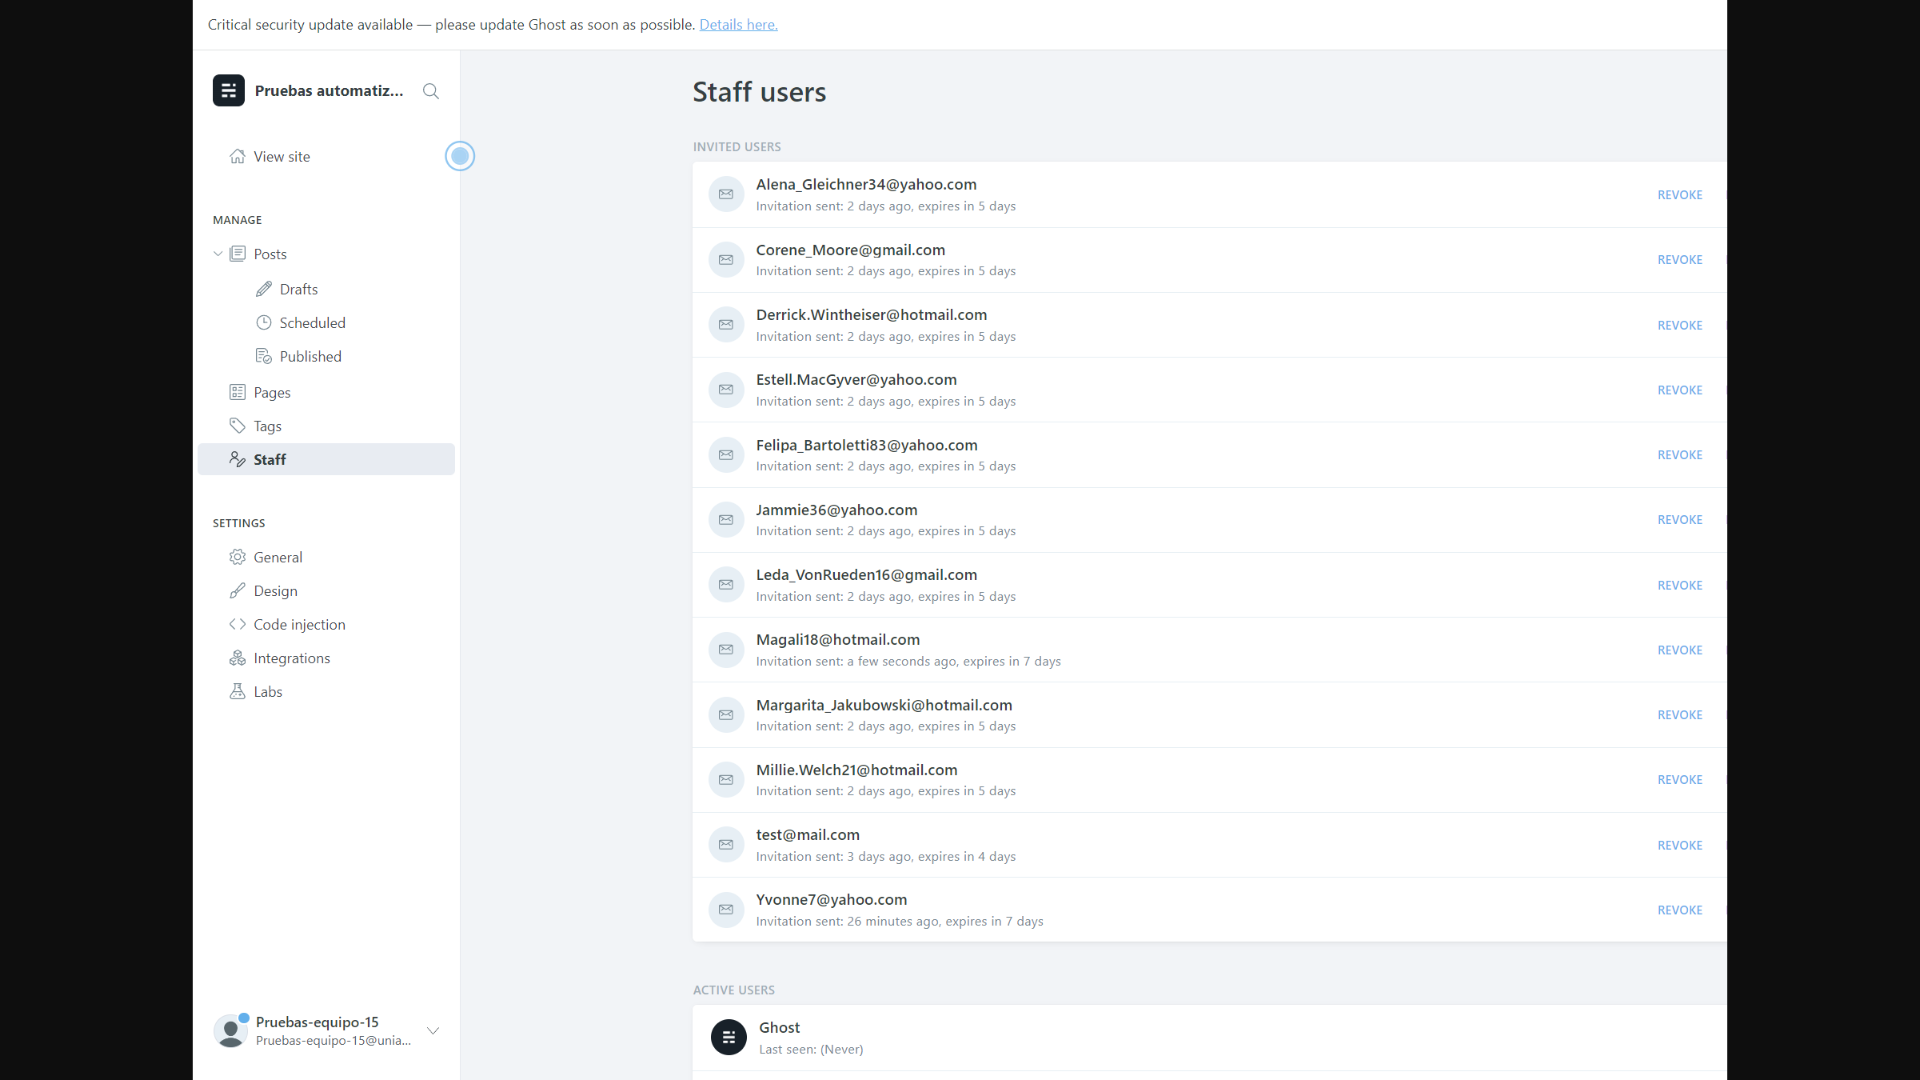 Critical security update available — please update Ghost as soon as possible. Details here.
Pruebas automatiz...
View site
MANAGE
Posts
Drafts
Scheduled
Published
Pages
Tags
Staff
SETTINGS
General
Design
Code injection
Integrations
Labs
Pruebas-equipo-15
Pruebas-equipo-15@unia...
Staff users
INVITED USERS
Alena_Gleichner34@yahoo.com
Invitation sent: 2 days ago, expires in 5 days
REVOKE
Corene_Moore@gmail.com
Invitation sent: 2 days ago, expires in 5 days
REVOKE
Derrick.Wintheiser@hotmail.com
Invitation sent: 2 days ago, expires in 5 days
REVOKE
Estell.MacGyver@yahoo.com
Invitation sent: 2 days ago, expires in 5 days
REVOKE
Felipa_Bartoletti83@yahoo.com
Invitation sent: 2 days ago, expires in 5 days
REVOKE
Jammie36@yahoo.com
Invitation sent: 2 days ago, expires in 5 days
REVOKE
Leda_VonRueden16@gmail.com
Invitation sent: 2 days ago, expires in 5 days
REVOKE
Magali18@hotmail.com
Invitation sent: a few seconds ago, expires in 7 days
REVOKE
Margarita_Jakubowski@hotmail.com
Invitation sent: 2 days ago, expires in 5 days
REVOKE
Millie.Welch21@hotmail.com
Invitation sent: 2 days ago, expires in 5 days
REVOKE
test@mail.com
Invitation sent: 3 days ago, expires in 4 days
REVOKE
Yvonne7@yahoo.com
Invitation sent: 26 minutes ago, expires in 7 days
REVOKE
ACTIVE USERS
Ghost
Last seen: (Never)